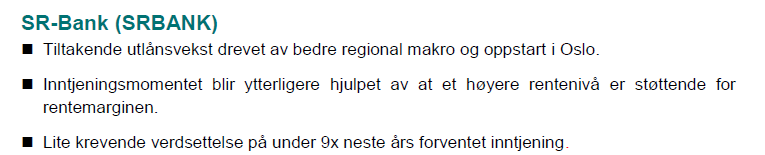 SR-Bank (SRBANK)
■ Tiltakende utlånsvekst drevet av bedre regional makro og oppstart i Oslo.
■ Inntjeningsmomentet blir ytterligere hjulpet av at et høyere rentenivå er støttende for
rentemarginen.
■ Lite krevende verdsettelse på under 9x neste års forventet inntjening.